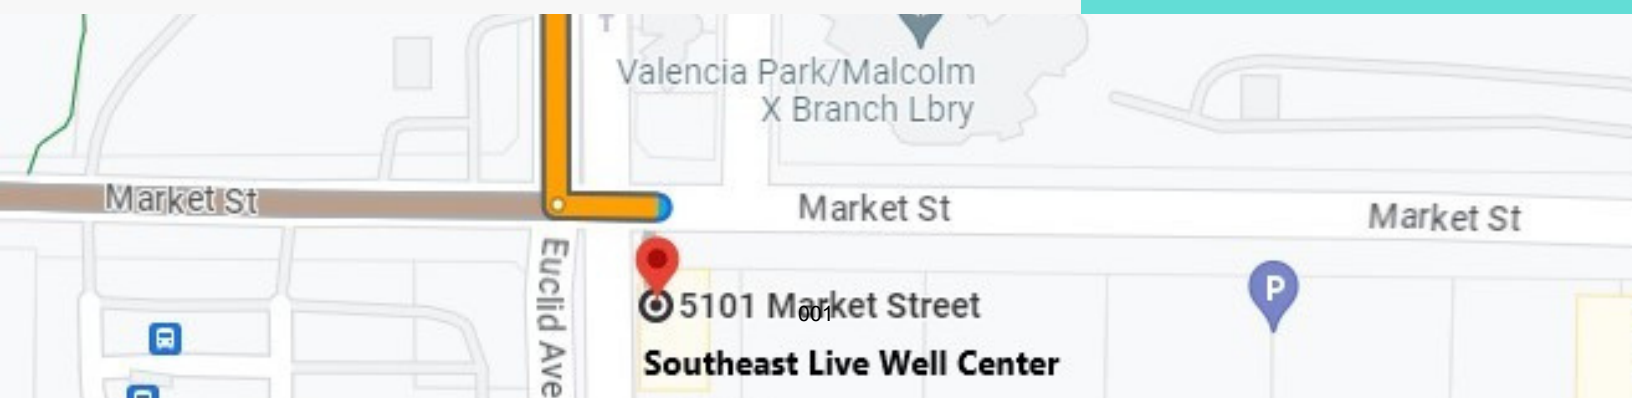 T
Valencia Park/Malcolm
X Branch Lbry
Market St
Market St
Market St
Euclid Ave
5101 Market Street
001
P
Southeast Live Well Center